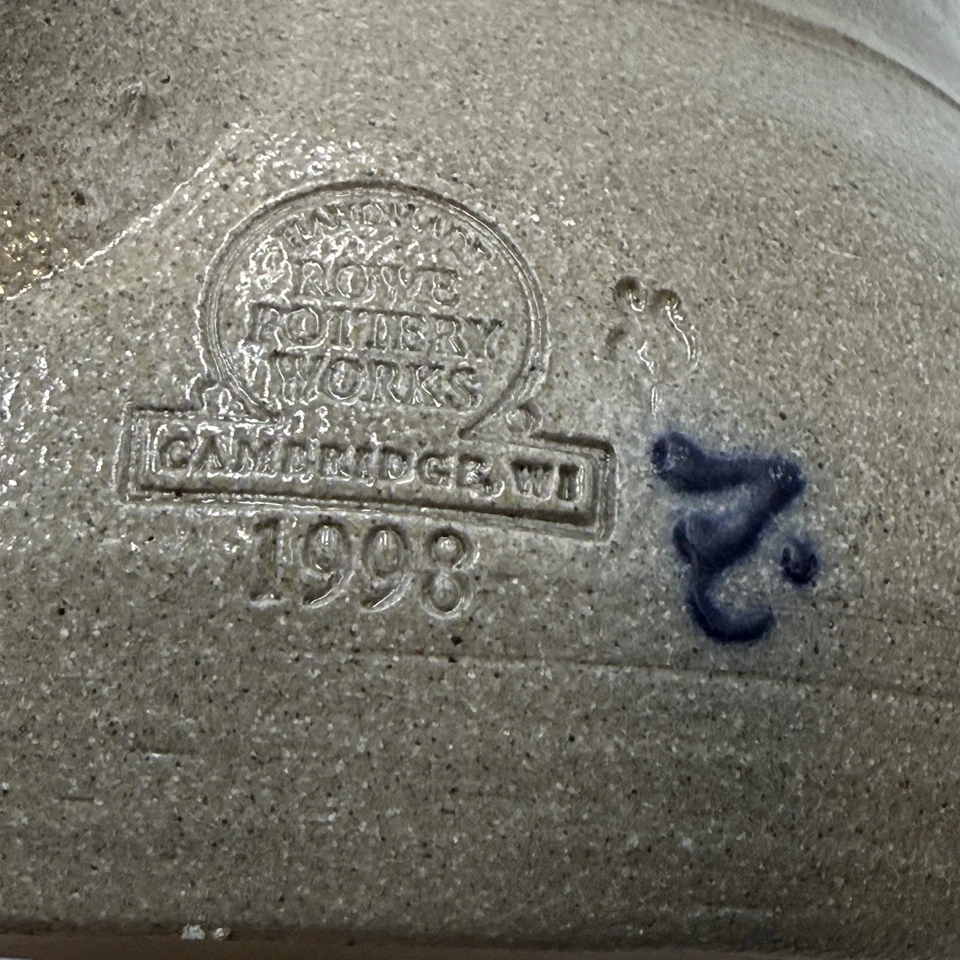 HANDMADE
ROWE
POTTERY
WORKS
CAMBRIDGE, WI
1998